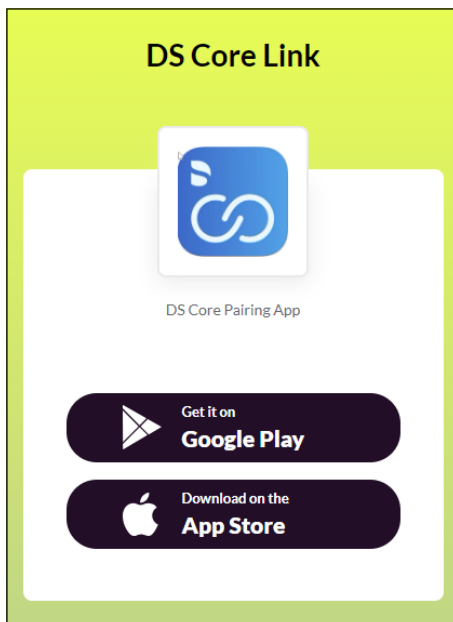 DS Core Link
DS Core Pairing App
Get it on
Google Play
Download on the
App Store